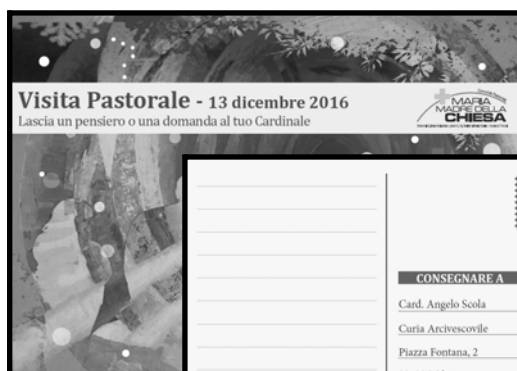 Visita Pastorale - 13 dicembre 2016
Lascia un pensiero o una domanda al tuo Cardinale
MARIA
MADRE DELLA
CHIESA
CONSEGNARE A
Card. Angelo Scola
Curia Arcivescovile
Piazza Fontana, 2